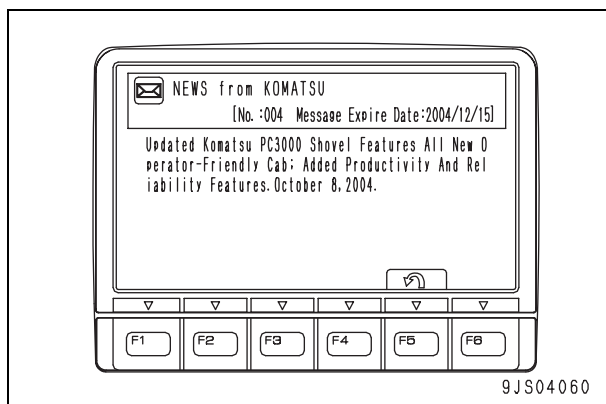 NEWS from KOMATSU
[No. :004 Message Expire Date:2004/12/15]
Updated Komatsu PC3000 Shovel Features All New O
perator-Friendly Cab; Added Productivity And Rel
iability Features. October 8, 2004.
F1 F2 F3 F4 F5 F6
9JS04060